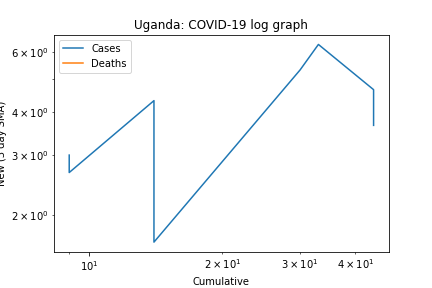 Uganda: COVID-19 log graph
Cases
Deaths
6 × 10⁰
4 × 10⁰
3 × 10⁰
2 × 10⁰
New (3 day SMA)
10¹
2 × 10¹
3 × 10¹
4 × 10¹
Cumulative